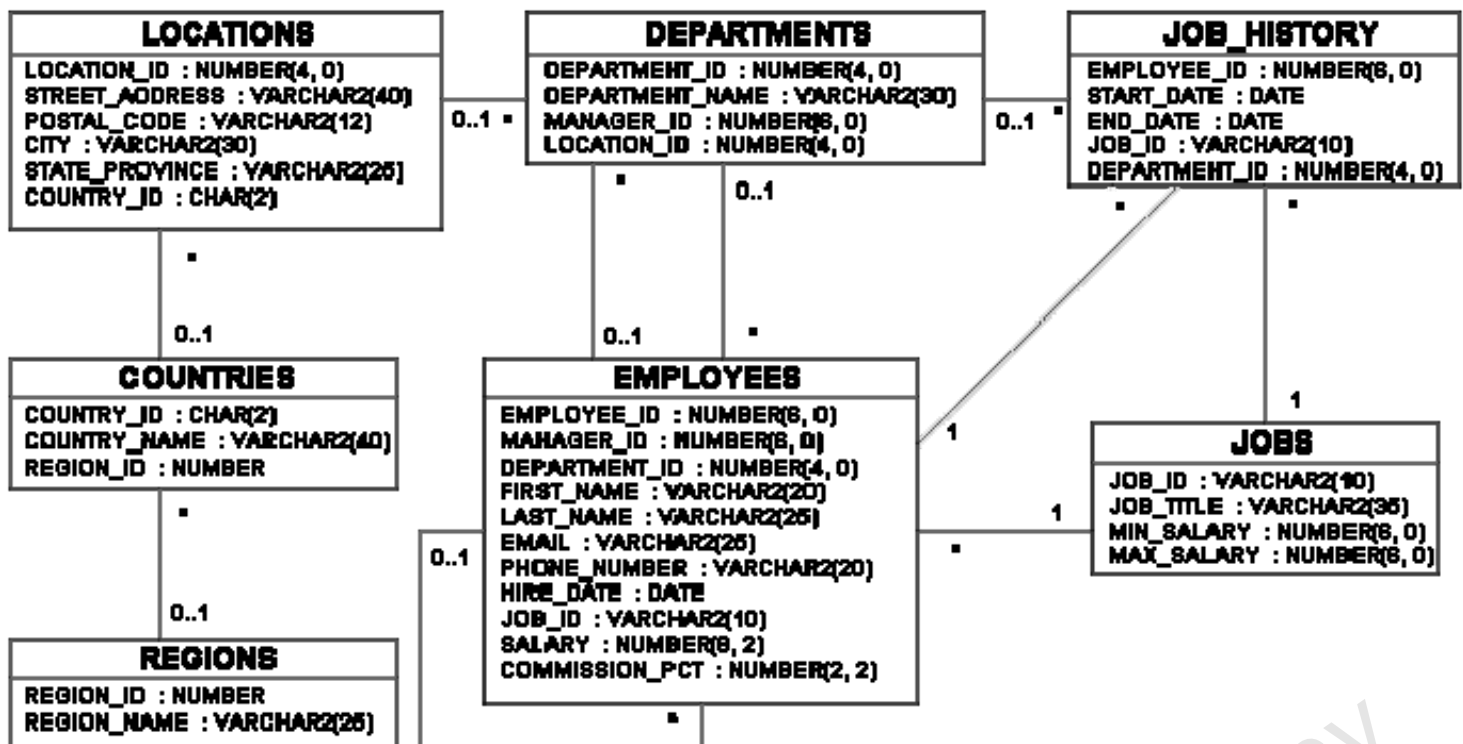 LOCATIONS
LOCATION_ID : NUMBER(4, 0)
STREET_ADDRESS : VARCHAR2(40)
POSTAL_CODE : VARCHAR2(12)
CITY : VARCHAR2(30)
STATE_PROVINCE : VARCHAR2(25)
COUNTRY_ID : CHAR(2)
0..1 *
DEPARTMENTS
DEPARTMENT_ID : NUMBER(4, 0)
DEPARTMENT_NAME : VARCHAR2(30)
MANAGER_ID : NUMBER(6, 0)
LOCATION_ID : NUMBER(4, 0)
0..1 *
JOB_HISTORY
EMPLOYEE_ID : NUMBER(6, 0)
START_DATE : DATE
END_DATE : DATE
JOB_ID : VARCHAR2(10)
DEPARTMENT_ID : NUMBER(4, 0)
*
0..1
*
0..1
*
0..1
*
*
1
*
1
COUNTRIES
COUNTRY_ID : CHAR(2)
COUNTRY_NAME : VARCHAR2(40)
REGION_ID : NUMBER
*
0..1
EMPLOYEES
EMPLOYEE_ID : NUMBER(6, 0)
MANAGER_ID : NUMBER(6, 0)
DEPARTMENT_ID : NUMBER(4, 0)
FIRST_NAME : VARCHAR2(20)
LAST_NAME : VARCHAR2(25)
EMAIL : VARCHAR2(25)
PHONE_NUMBER : VARCHAR2(20)
HIRE_DATE : DATE
JOB_ID : VARCHAR2(10)
SALARY : NUMBER(8, 2)
COMMISSION_PCT : NUMBER(2, 2)
0..1
*
*
1
JOBS
JOB_ID : VARCHAR2(10)
JOB_TITLE : VARCHAR2(35)
MIN_SALARY : NUMBER(6, 0)
MAX_SALARY : NUMBER(6, 0)
REGIONS
REGION_ID : NUMBER
REGION_NAME : VARCHAR2(25)